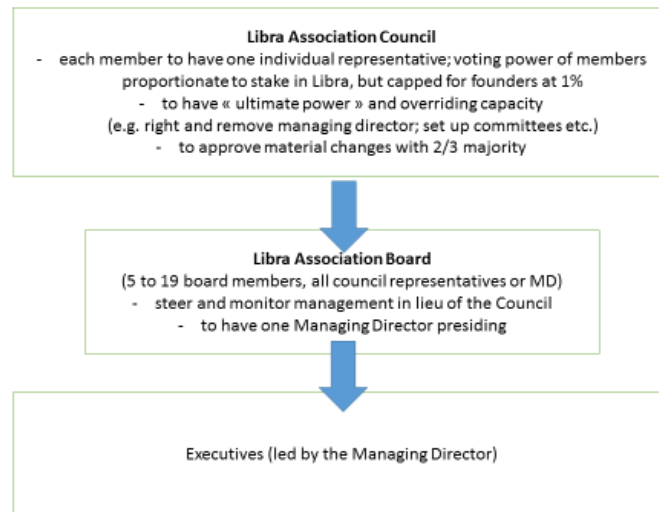 Libra Association Council
- each member to have one individual representative; voting power of members
proportionate to stake in Libra, but capped for founders at 1%
- to have « ultimate power » and overriding capacity
(e.g. right and remove managing director; set up committees etc.)
- to approve material changes with 2/3 majority
Libra Association Board
(5 to 19 board members, all council representatives or MD)
- steer and monitor management in lieu of the Council
- to have one Managing Director presiding
Executives (led by the Managing Director)